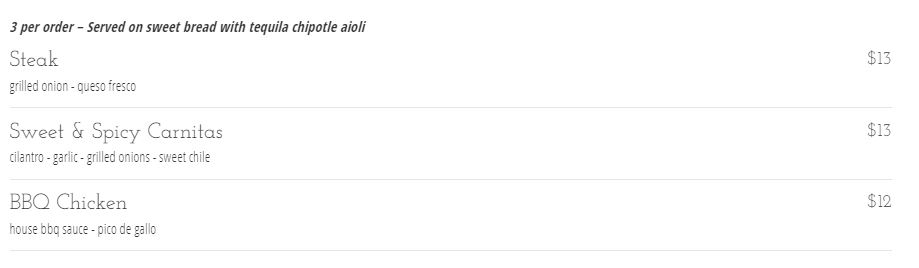 3 per order – Served on sweet bread with tequila chipotle aioli
Steak $13
grilled onion - queso fresco
Sweet & Spicy Carnitas $13
cilantro - garlic - grilled onions - sweet chile
BBQ Chicken $12
house bbq sauce - pico de gallo